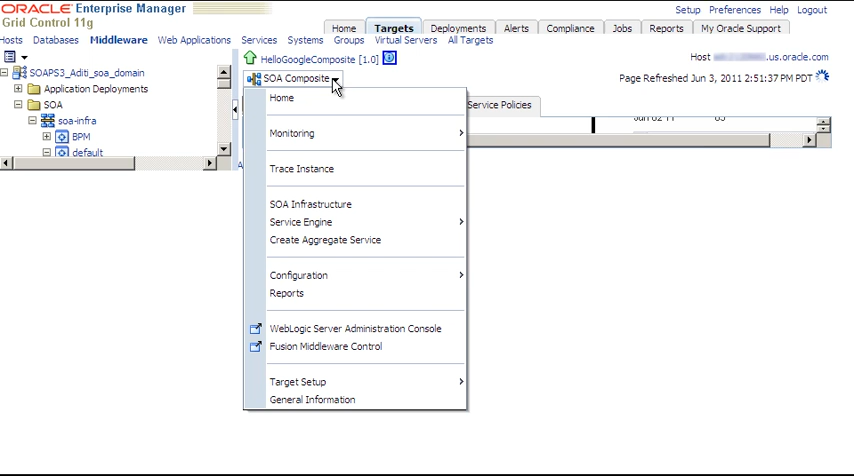 ORACLE Enterprise Manager
Grid Control 11g
Setup Preferences Help Logout
Home Targets Deployments Alerts Compliance Jobs Reports My Oracle Support
Hosts Databases Middleware Web Applications Services Systems Groups Virtual Servers All Targets
HelloGoogleComposite [1.0]
Host .us.oracle.com
SOA Composite
Page Refreshed Jun 3, 2011 2:51:37 PM PDT
SOAPS3_Aditi_soa_domain
Application Deployments
SOA
soa-infra
BPM
default
Service Policies
Home
Monitoring
Trace Instance
SOA Infrastructure
Service Engine
Create Aggregate Service
Configuration
Reports
WebLogic Server Administration Console
Fusion Middleware Control
Target Setup
General Information